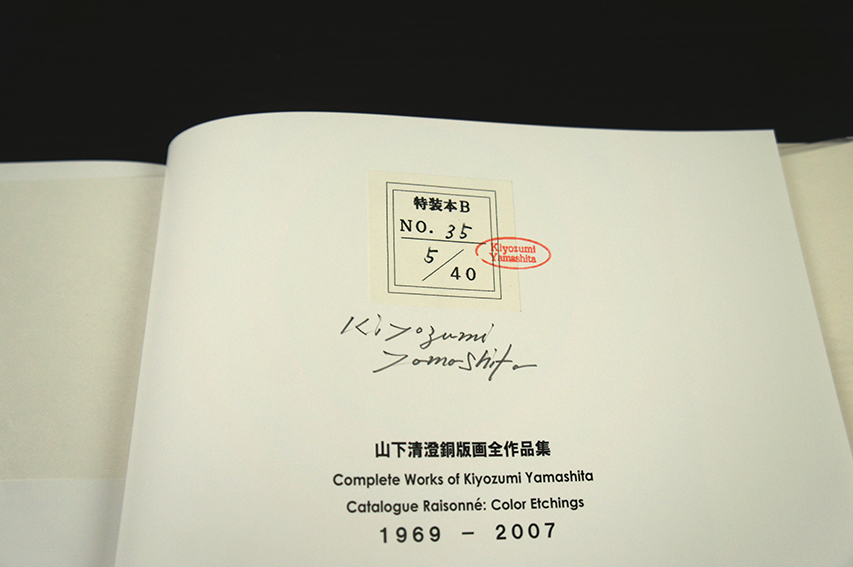 特装本B
NO. 35
5/40
Kiyozumi
Yamashita
Kiyozumi
Yamashita
山下清澄銅版画全作品集
Complete Works of Kiyozumi Yamashita
Catalogue Raisonné: Color Etchings
1969 – 2007